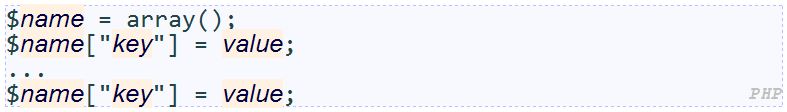 $name = array();
$name["key"] = value;
...
$name["key"] = value;
PHP